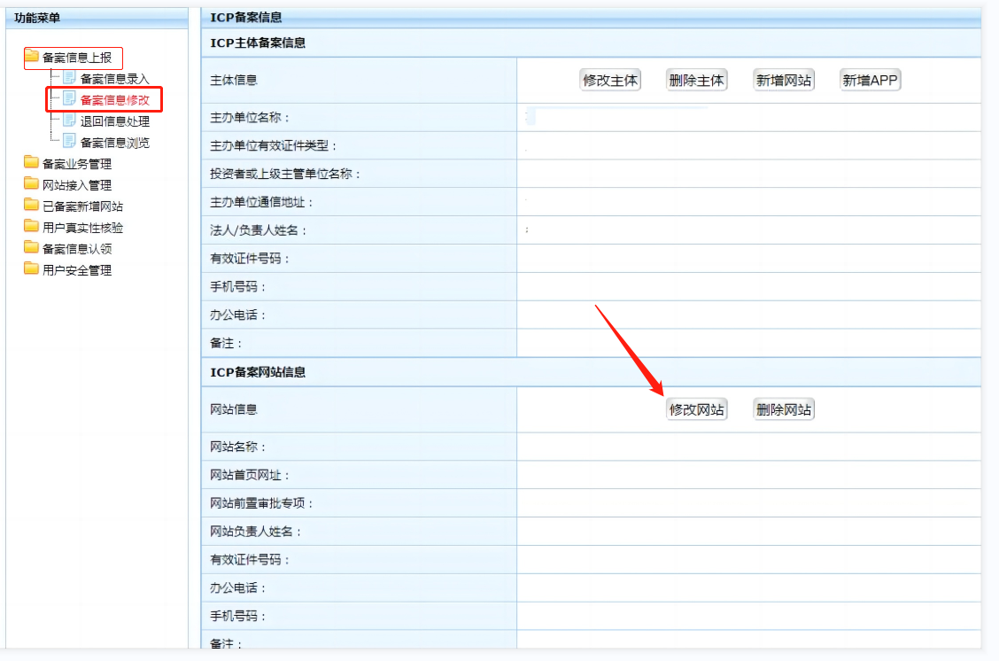 功能菜单
备案信息上报
备案信息录入
备案信息修改
退回信息处理
备案信息浏览
备案业务管理
网站接入管理
已备案新增网站
用户真实性核验
备案信息认领
用户安全管理
ICP备案信息
ICP主体备案信息
主体信息 修改主体 删除主体 新增网站 新增APP
主办单位名称：
主办单位有效证件类型：
投资者或上级主管单位名称：
主办单位通信地址：
法人/负责人姓名：
有效证件号码：
手机号码：
办公电话：
备注：
ICP备案网站信息
网站信息 修改网站 删除网站
网站名称：
网站首页网址：
网站前置审批专项：
网站负责人姓名：
有效证件号码：
办公电话：
手机号码：
备注：